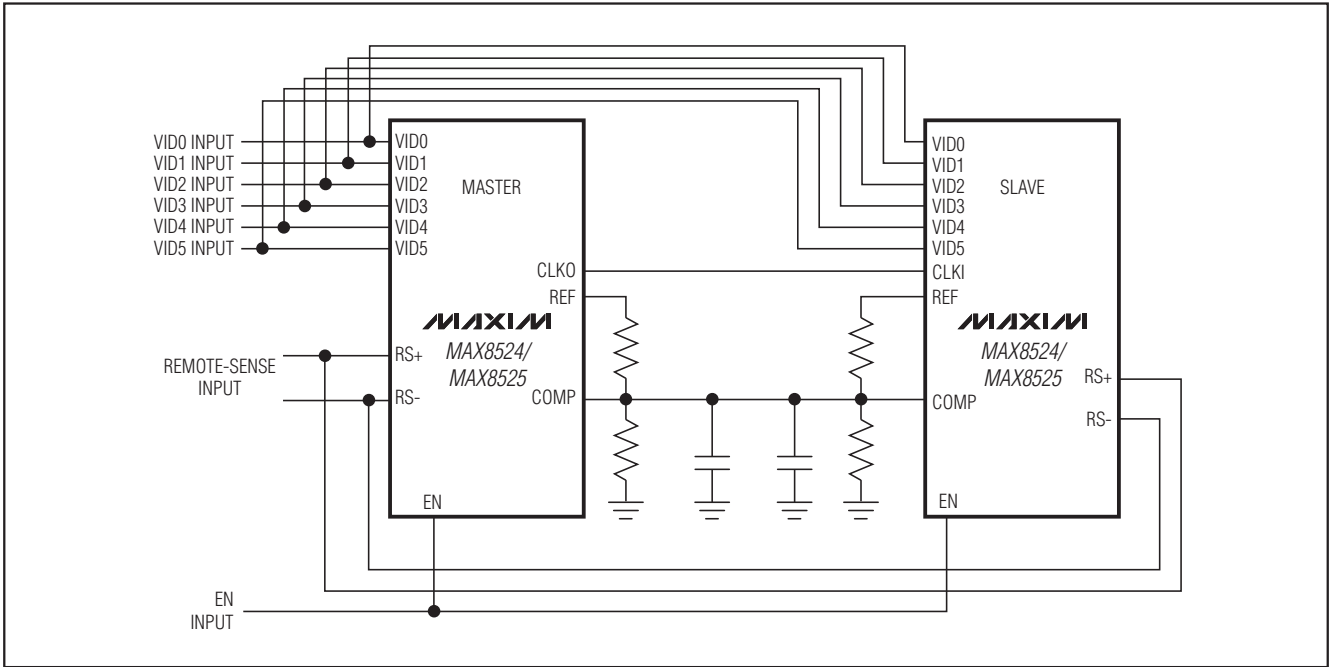 VID0 INPUT
VID1 INPUT
VID2 INPUT
VID3 INPUT
VID4 INPUT
VID5 INPUT
REMOTE-SENSE
INPUT
EN
INPUT
VID0
VID1
VID2
VID3
VID4
VID5
MASTER
CLKO
REF
MAXIM
MAX8524/
MAX8525
RS+
RS-
COMP
EN
VID0
VID1
VID2
VID3
VID4
VID5
SLAVE
CLKI
REF
MAXIM
MAX8524/
MAX8525
RS+
COMP
RS-
EN